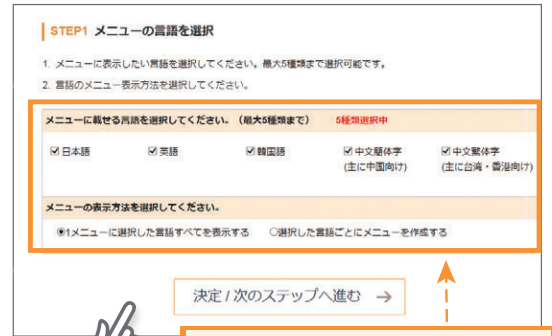 STEP1 メニューの言語を選択
1. メニューに表示したい言語を選択してください。最大5種類まで選択可能です。
2. 言語のメニュー表示方法を選択してください。
メニューに載せる言語を選択してください。（最大5種類まで） 5種類選択中
☑日本語 ☑英語 ☑韓国語 ☑中文簡体字 ☑中文繁体字
(主に中国向け) (主に台湾・香港向け)
メニューの表示方法を選択してください。
◉1メニューに選択した言語すべてを表示する ○選択した言語ごとにメニューを作成する
決定 / 次のステップへ進む →